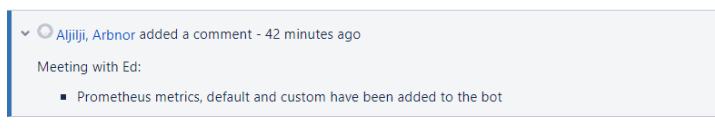 Aljilji, Arbnor added a comment - 42 minutes ago
Meeting with Ed:
Prometheus metrics, default and custom have been added to the bot